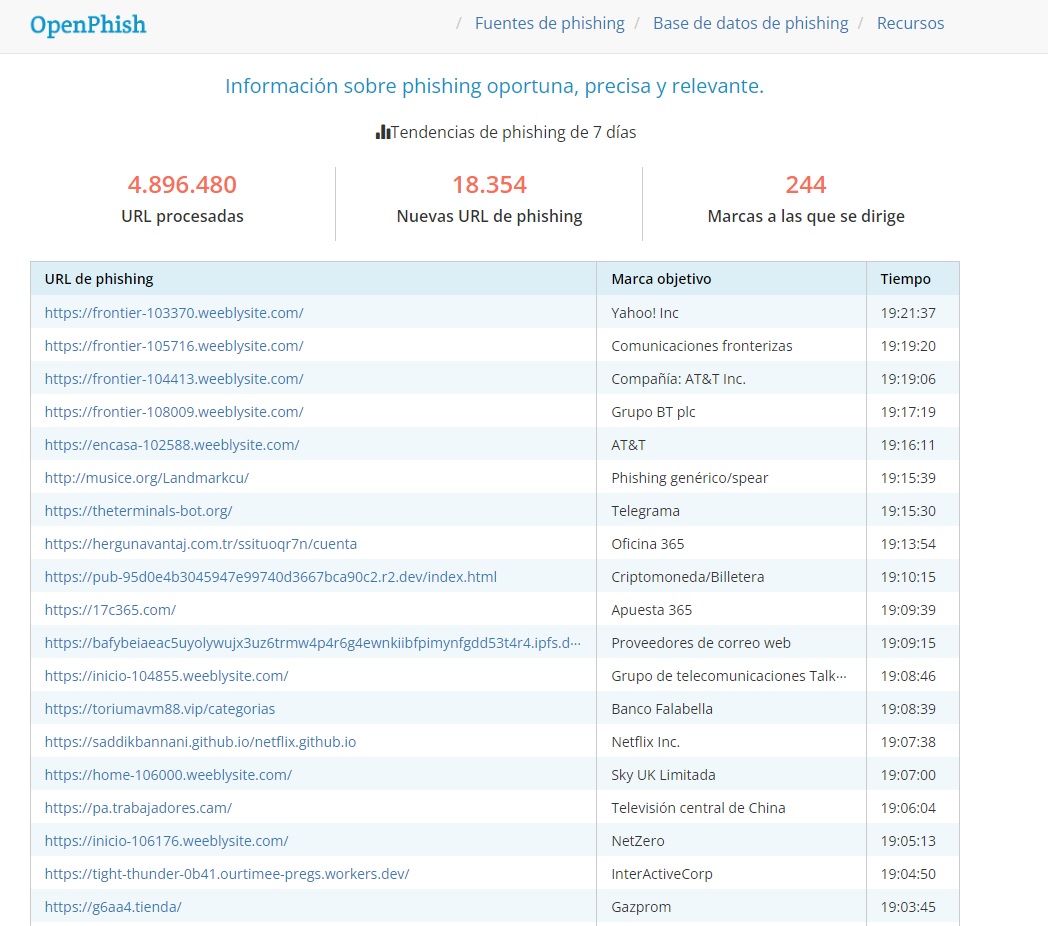 OpenPhish
/ Fuentes de phishing / Base de datos de phishing / Recursos
Información sobre phishing oportuna, precisa y relevante.
Tendencias de phishing de 7 días
4.896.480 18.354 244
URL procesadas Nuevas URL de phishing Marcas a las que se dirige
URL de phishing Marca objetivo Tiempo
https://frontier-103370.weeblysite.com/ Yahoo! Inc 19:21:37
https://frontier-105716.weeblysite.com/ Comunicaciones fronterizas 19:19:20
https://frontier-104413.weeblysite.com/ Compañía: AT&T Inc. 19:19:06
https://frontier-108009.weeblysite.com/ Grupo BT plc 19:17:19
https://encasa-102588.weeblysite.com/ AT&T 19:16:11
http://musice.org/Landmarkcu/ Phishing genérico/spear 19:15:39
https://theterminals-bot.org/ Telegrama 19:15:30
https://hergunavantaj.com.tr/ssituoqr7n/cuenta Oficina 365 19:13:54
https://pub-95d0e4b3045947e99740d3667bca90c2.r2.dev/index.html Criptomoneda/Billetera 19:10:15
https://17c365.com/ Apuesta 365 19:09:39
https://bafybeiaeac5uyolywujx3uz6trmw4p4r6g4ewnkiibfpimynfgdd53t4r4.ipfs.d··· Proveedores de correo web 19:09:15
https://inicio-104855.weeblysite.com/ Grupo de telecomunicaciones Talk··· 19:08:46
https://toriumavm88.vip/categorias Banco Falabella 19:08:39
https://saddikbannani.github.io/netflix.github.io Netflix Inc. 19:07:38
https://home-106000.weeblysite.com/ Sky UK Limitada 19:07:00
https://pa.trabajadores.cam/ Televisión central de China 19:06:04
https://inicio-106176.weeblysite.com/ NetZero 19:05:13
https://tight-thunder-0b41.ourtimee-pregs.workers.dev/ InterActiveCorp 19:04:50
https://g6aa4.tienda/ Gazprom 19:03:45